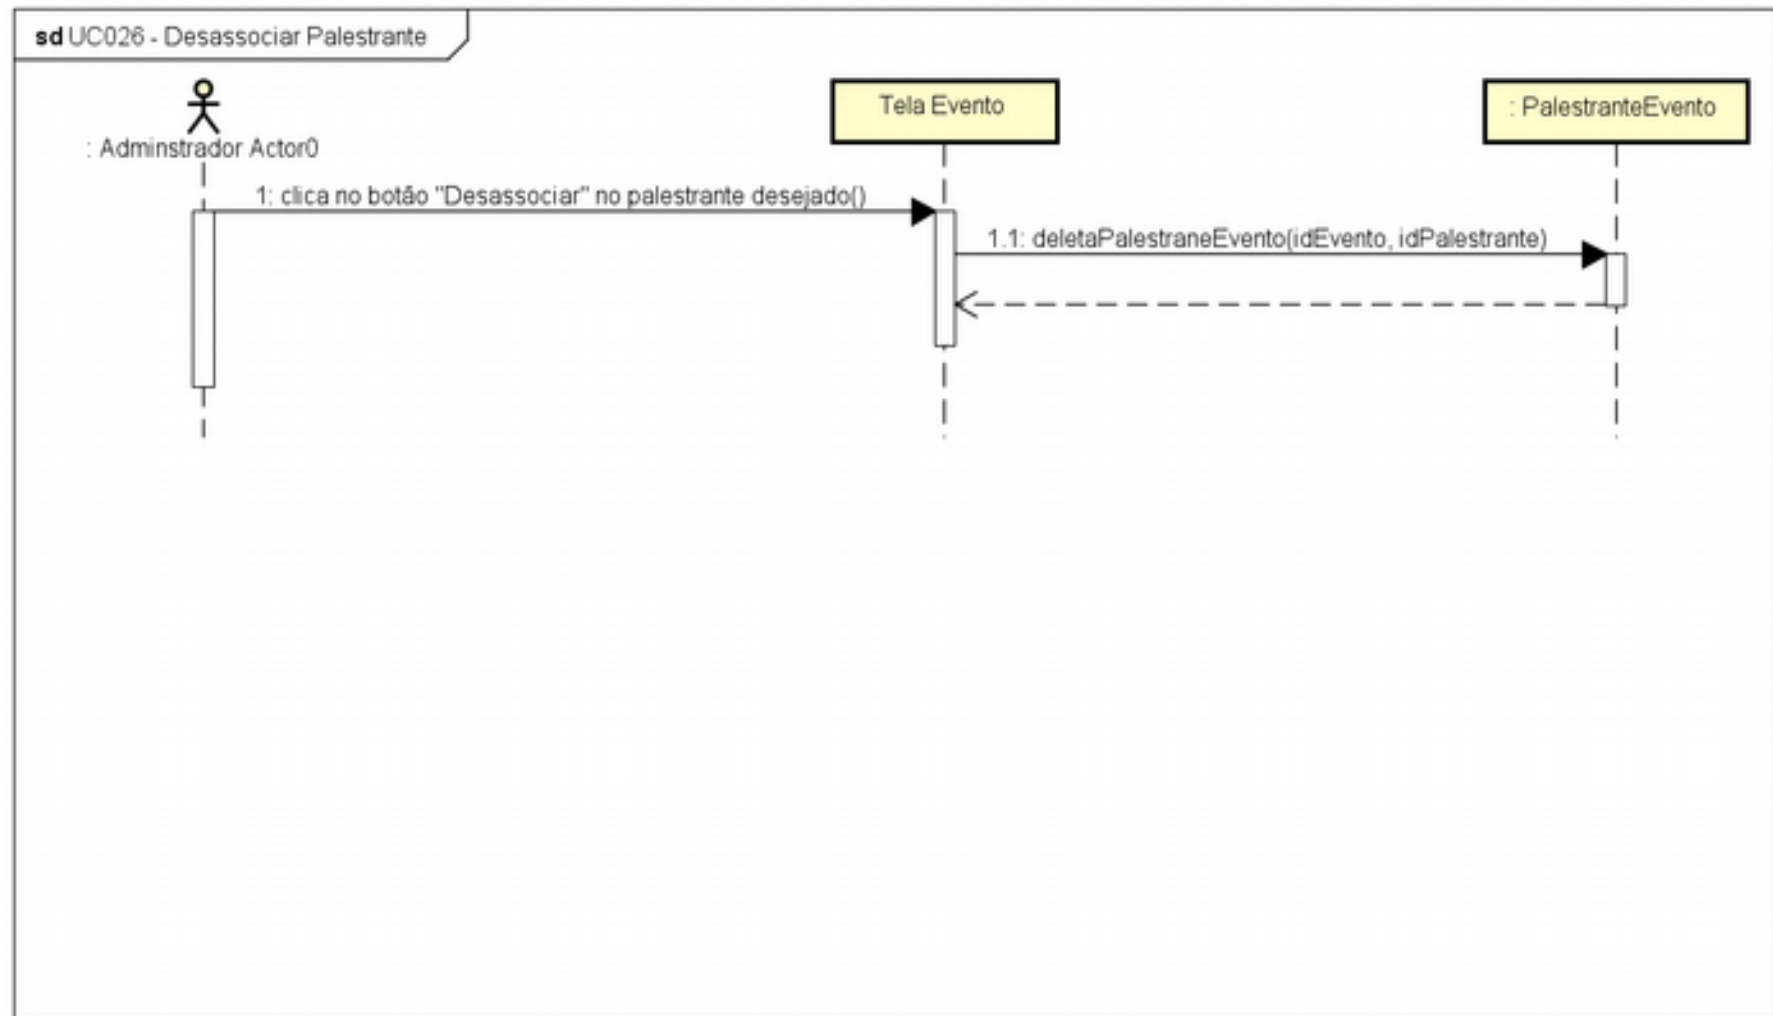 sd UC026 - Desassociar Palestrante
: Adminstrador Actor0
Tela Evento
: PalestranteEvento
1: clica no botão "Desassociar" no palestrante desejado()
1.1: deletaPalestraneEvento(idEvento, idPalestrante)